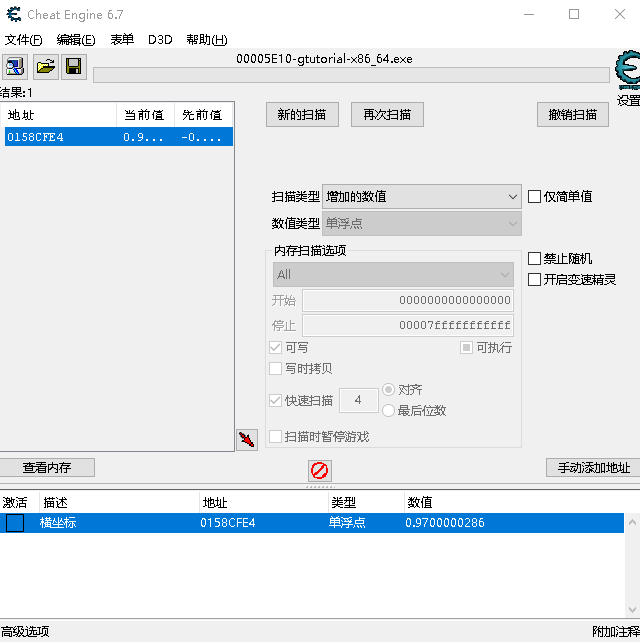 Cheat Engine 6.7
文件(F) 编辑(E) 表单 D3D 帮助(H)
00005E10-gtutorial-x86_64.exe
设置
结果:1
地址 当前值 先前值
0158CFE4 0.9... -0....
新的扫描 再次扫描 撤销扫描
扫描类型 增加的数值 仅简单值
数值类型 单浮点
内存扫描选项
All
禁止随机
开启变速精灵
开始 0000000000000000
停止 00007fffffffffff
可写 可执行
写时拷贝
快速扫描 4 对齐
最后位数
扫描时暂停游戏
查看内存 手动添加地址
激活 描述 地址 类型 数值
横坐标 0158CFE4 单浮点 0.9700000286
高级选项 附加注释